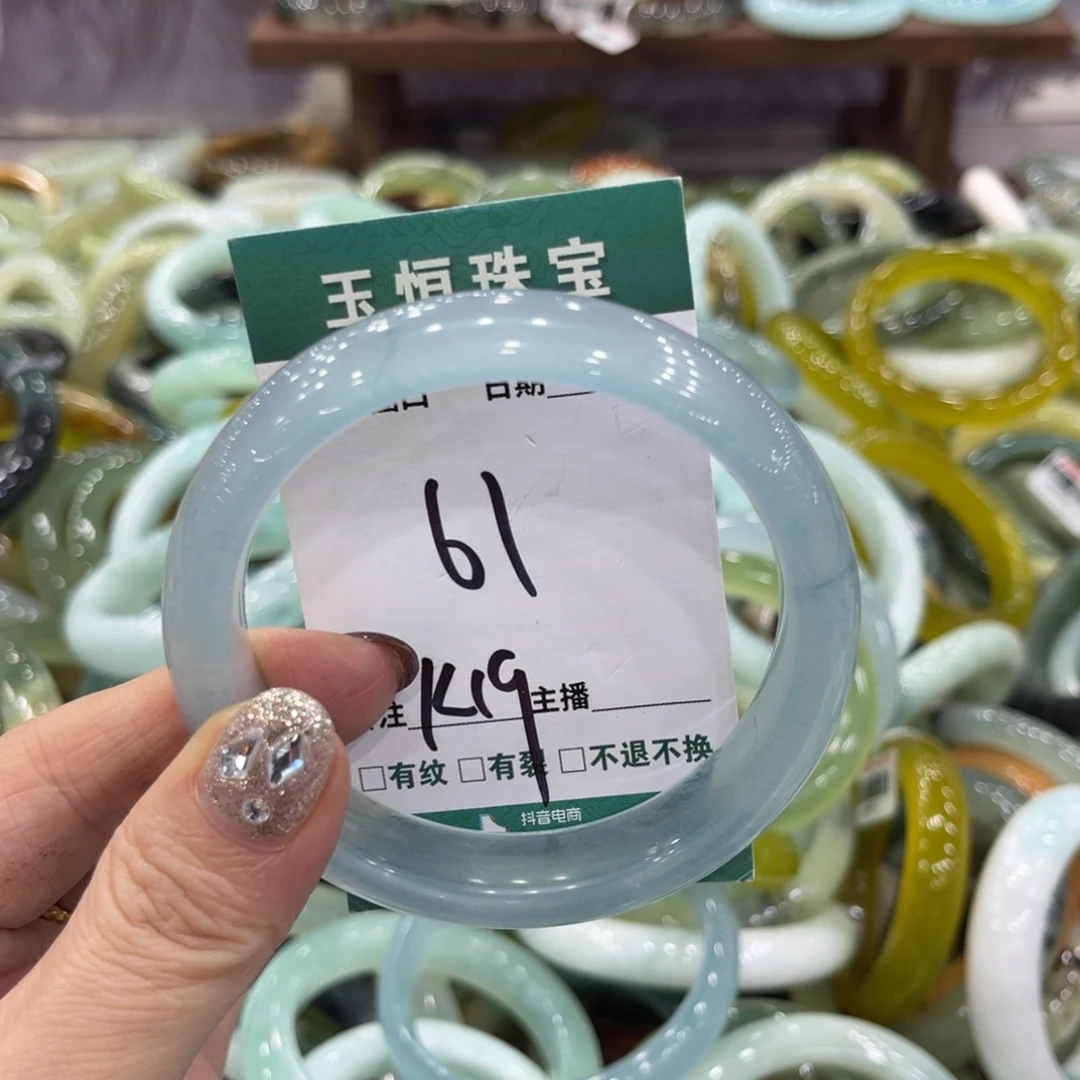 玉恒珠宝
日期
61
注 K19 主播
□有纹 □有裂 □不退不换
抖音电商